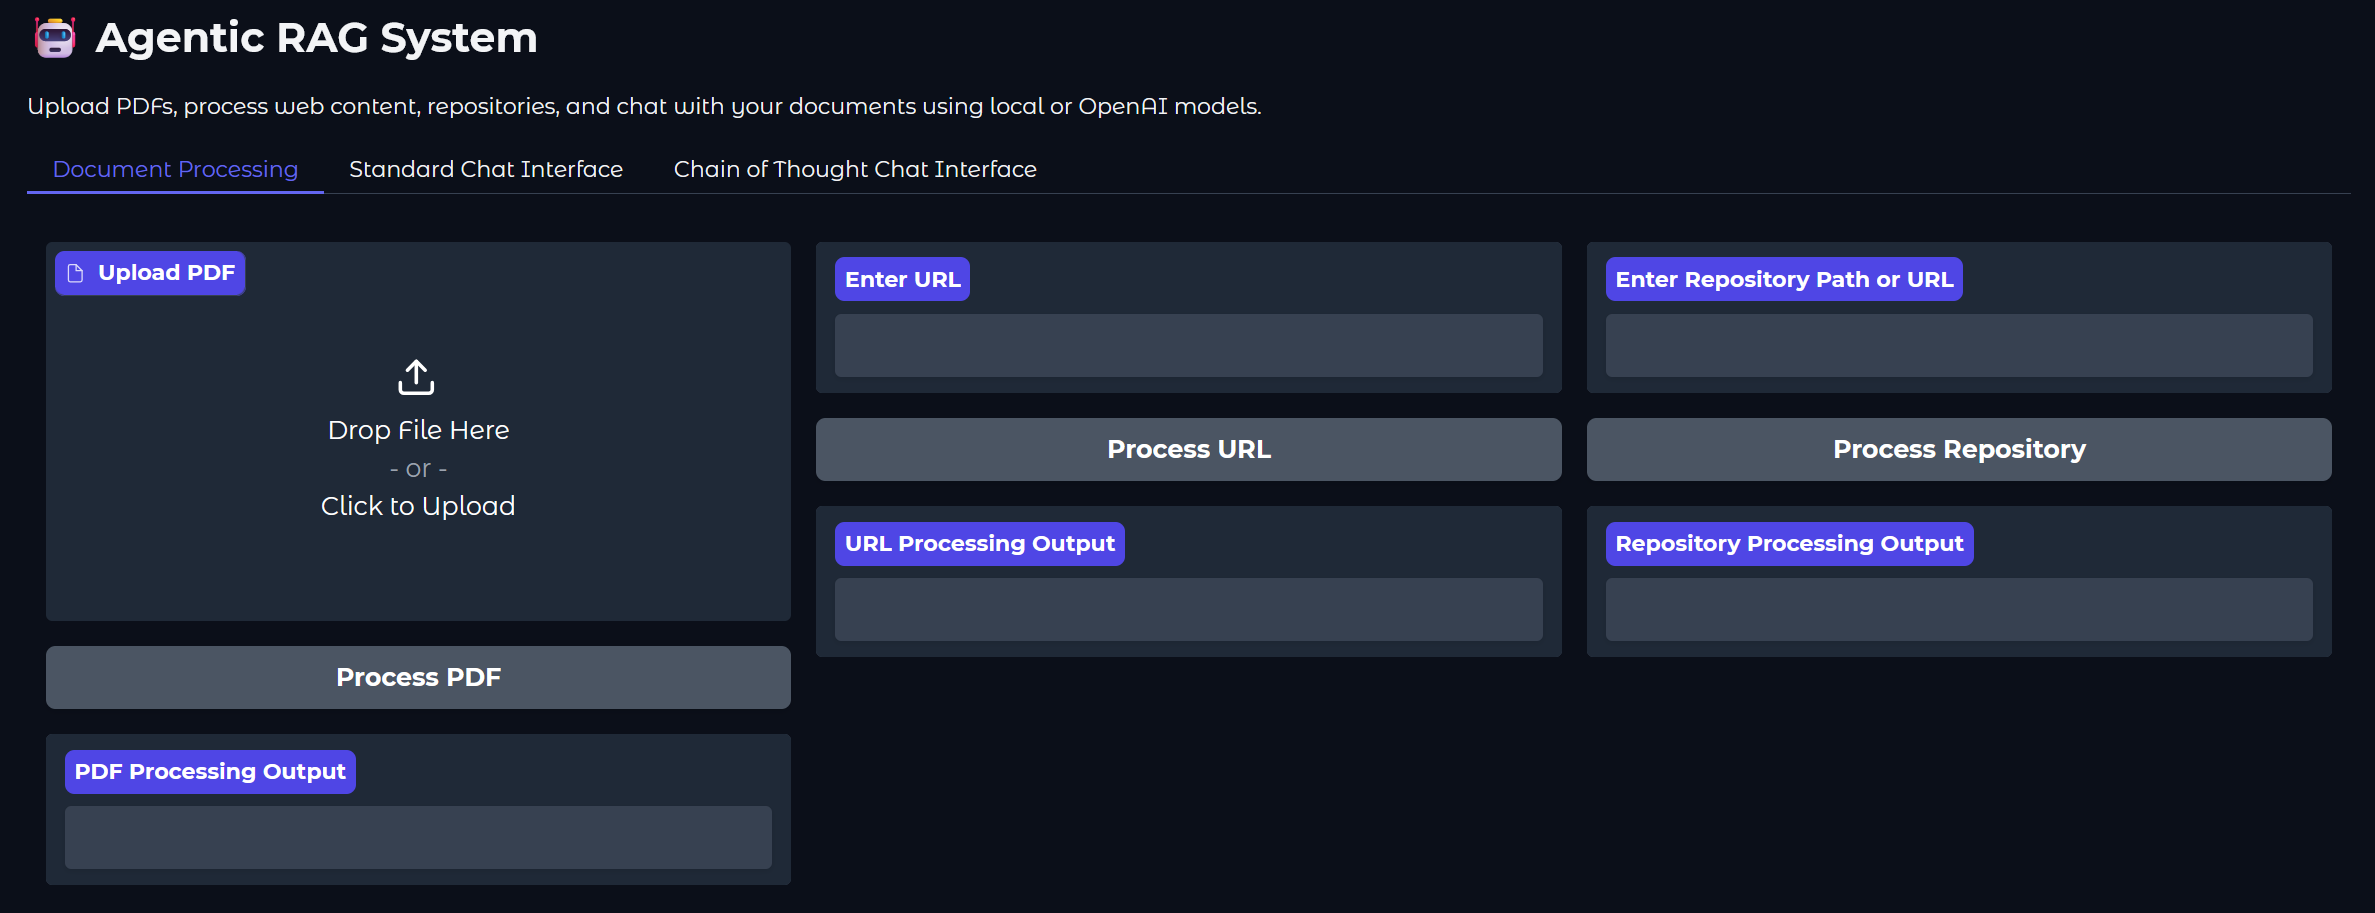 Agentic RAG System
Upload PDFs, process web content, repositories, and chat with your documents using local or OpenAI models.
Document Processing
Standard Chat Interface
Chain of Thought Chat Interface
Upload PDF
Drop File Here
- or -
Click to Upload
Process PDF
PDF Processing Output
Enter URL
Process URL
URL Processing Output
Enter Repository Path or URL
Process Repository
Repository Processing Output